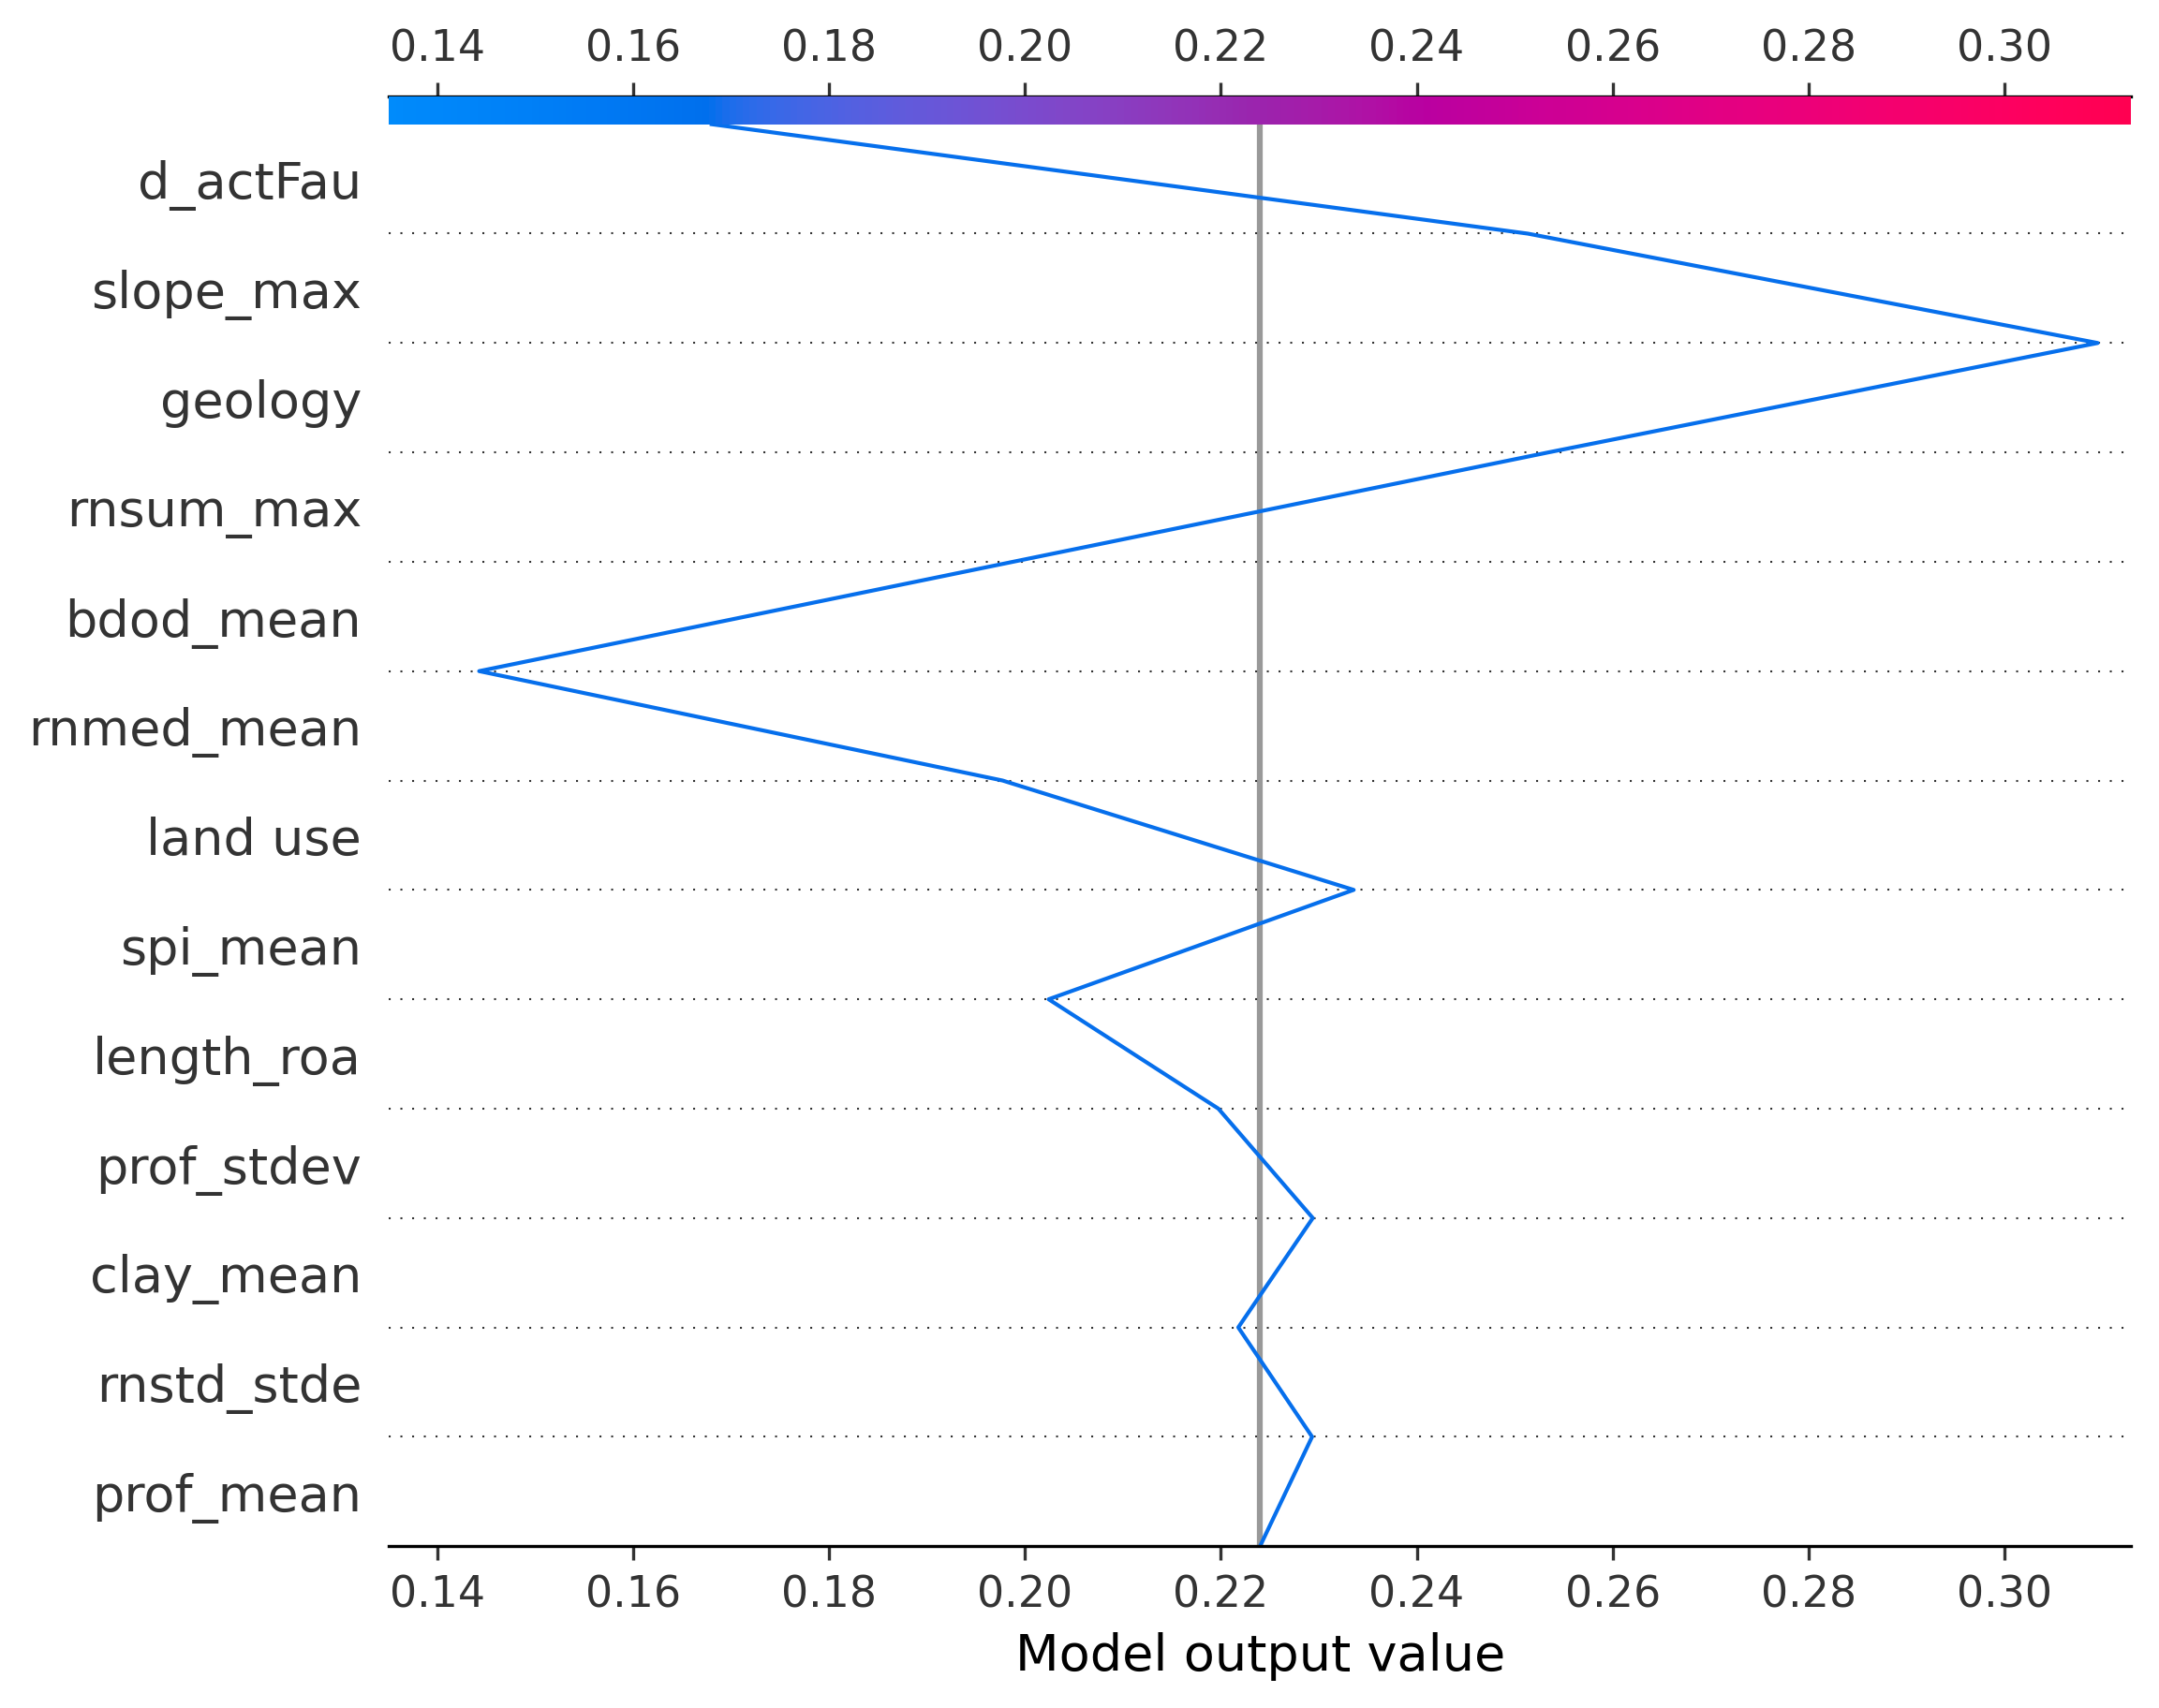 0.14 0.16 0.18 0.20 0.22 0.24 0.26 0.28 0.30
d_actFau
slope_max
geology
rnsum_max
bdod_mean
rnmed_mean
land use
spi_mean
length_roa
prof_stdev
clay_mean
rnstd_stde
prof_mean
0.14 0.16 0.18 0.20 0.22 0.24 0.26 0.28 0.30
Model output value